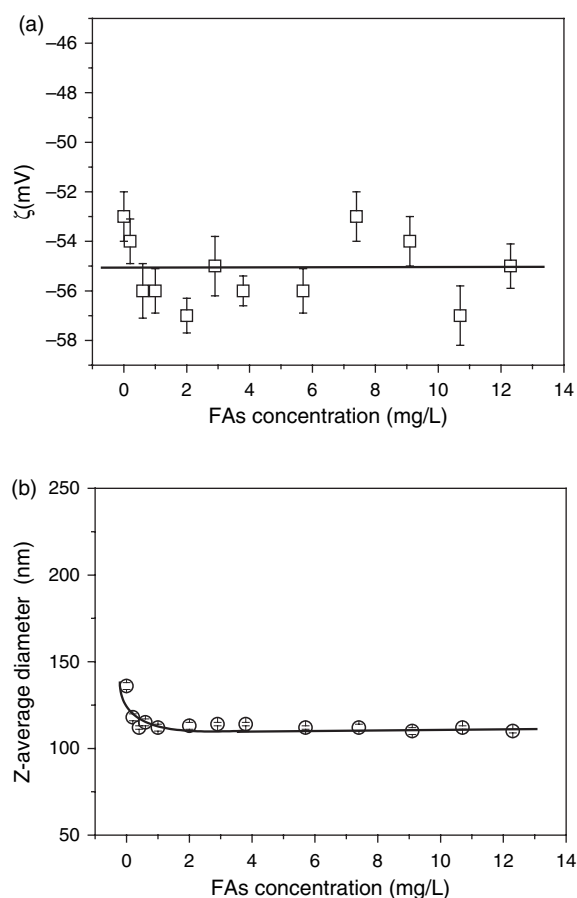 (a)
−46
−48
−50
−52
−54
−56
−58
ζ(mV)
0 2 4 6 8 10 12 14
FAs concentration (mg/L)
(b)
250
200
150
100
50
Z-average diameter (nm)
0 2 4 6 8 10 12 14
FAs concentration (mg/L)